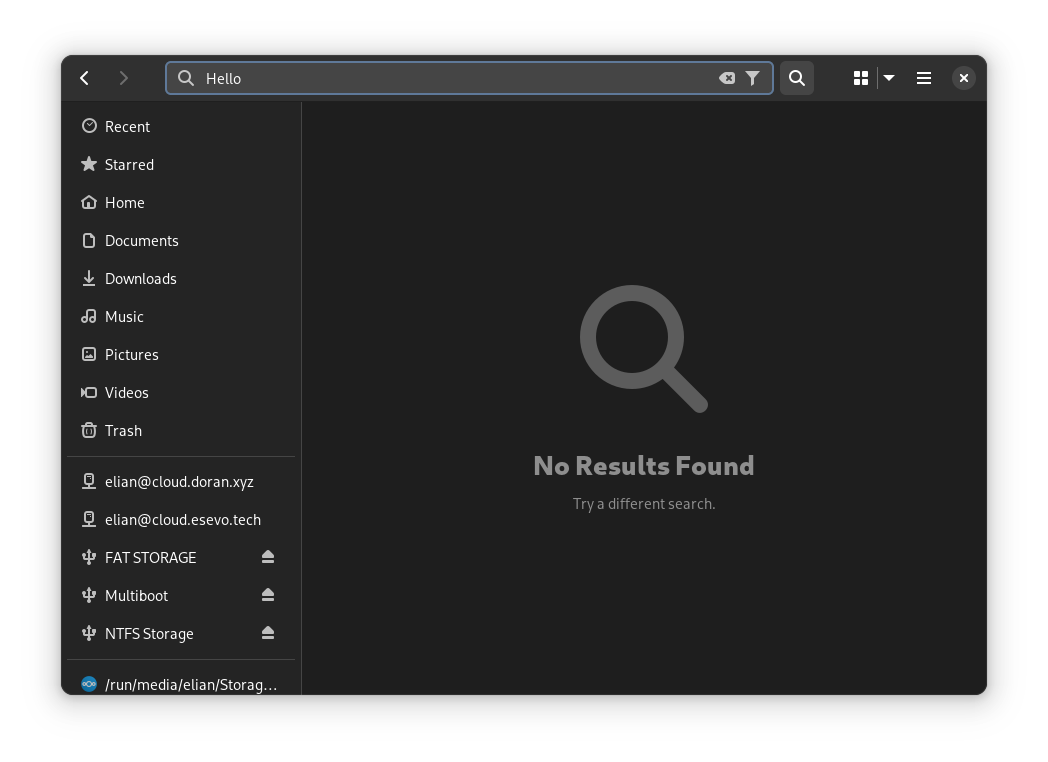 Hello
Recent
Starred
Home
Documents
Downloads
Music
Pictures
Videos
Trash
elian@cloud.doran.xyz
elian@cloud.esevo.tech
FAT STORAGE
Multiboot
NTFS Storage
/run/media/elian/Storag…
No Results Found
Try a different search.